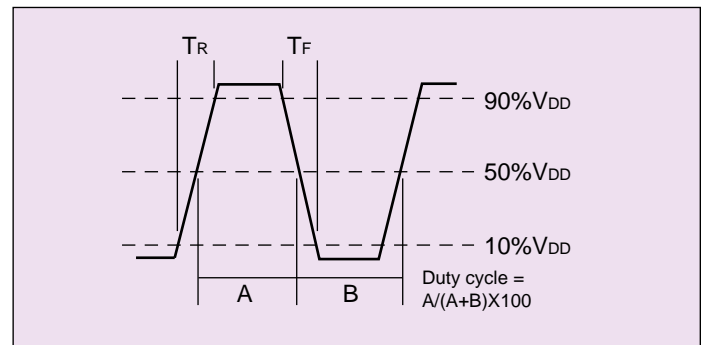 TR TF
90%VDD
50%VDD
10%VDD
A B
Duty cycle =
A/(A+B)X100